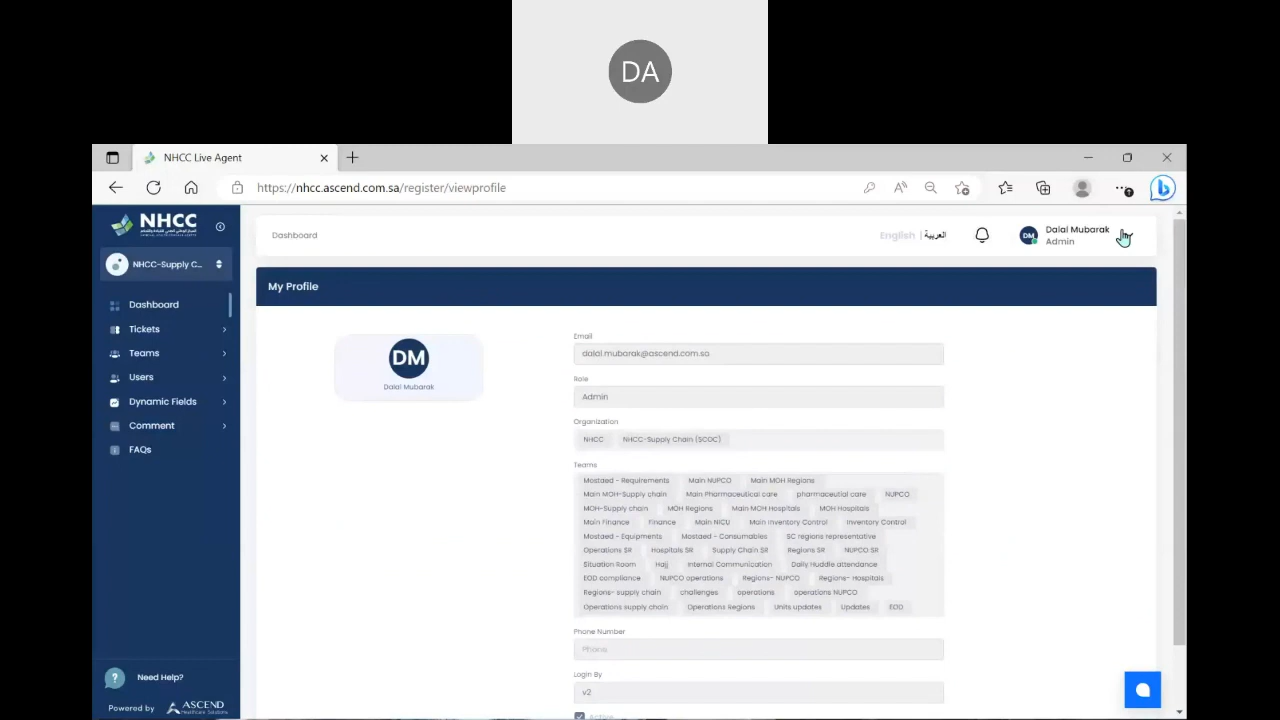 DA
NHCC Live Agent
https://nhcc.ascend.com.sa/register/viewprofile
NHCC
NHCC-Supply C...
Dashboard
Tickets
Teams
Users
Dynamic Fields
Comment
FAQs
Need Help?
Powered by ASCEND
Healthcare Solutions
Dashboard
English | العربية
DM
Dalal Mubarak
Admin
My Profile
DM
Dalal Mubarak
Email
dalal.mubarak@ascend.com.sa
Role
Admin
Organization
NHCC NHCC-Supply Chain (SCOC)
Teams
Mostaed - Requirements Main NUPCO Main MOH Regions
Main MOH-Supply chain Main Pharmaceutical care pharmaceutical care NUPCO
MOH-Supply chain MOH Regions Main MOH Hospitals MOH Hospitals
Main Finance Finance Main NICU Main Inventory Control Inventory Control
Mostaed - Equipments Mostaed - Consumables SC regions representative
Operations SR Hospitals SR Supply Chain SR Regions SR NUPCO SR
Situation Room Hajj Internal Communication Daily Huddle attendance
EOD compliance NUPCO operations Regions- NUPCO Regions- Hospitals
Regions- supply chain challenges operations operations NUPCO
Operations supply chain Operations Regions Units updates Updates EOD
Phone Number
Phone
Login By
v2
Active